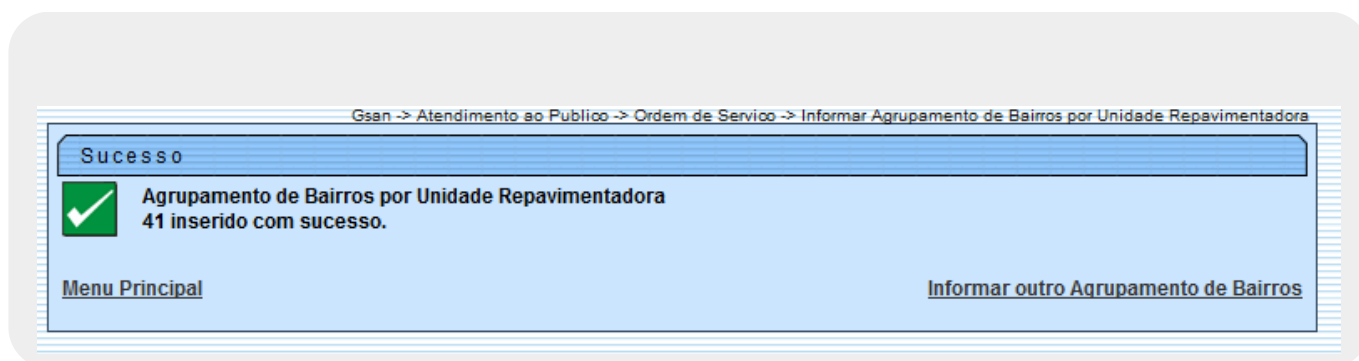 Gsan -> Atendimento ao Publico -> Ordem de Servico -> Informar Agrupamento de Bairros por Unidade Repavimentadora
Sucesso
Agrupamento de Bairros por Unidade Repavimentadora
41 inserido com sucesso.
Menu Principal
Informar outro Agrupamento de Bairros